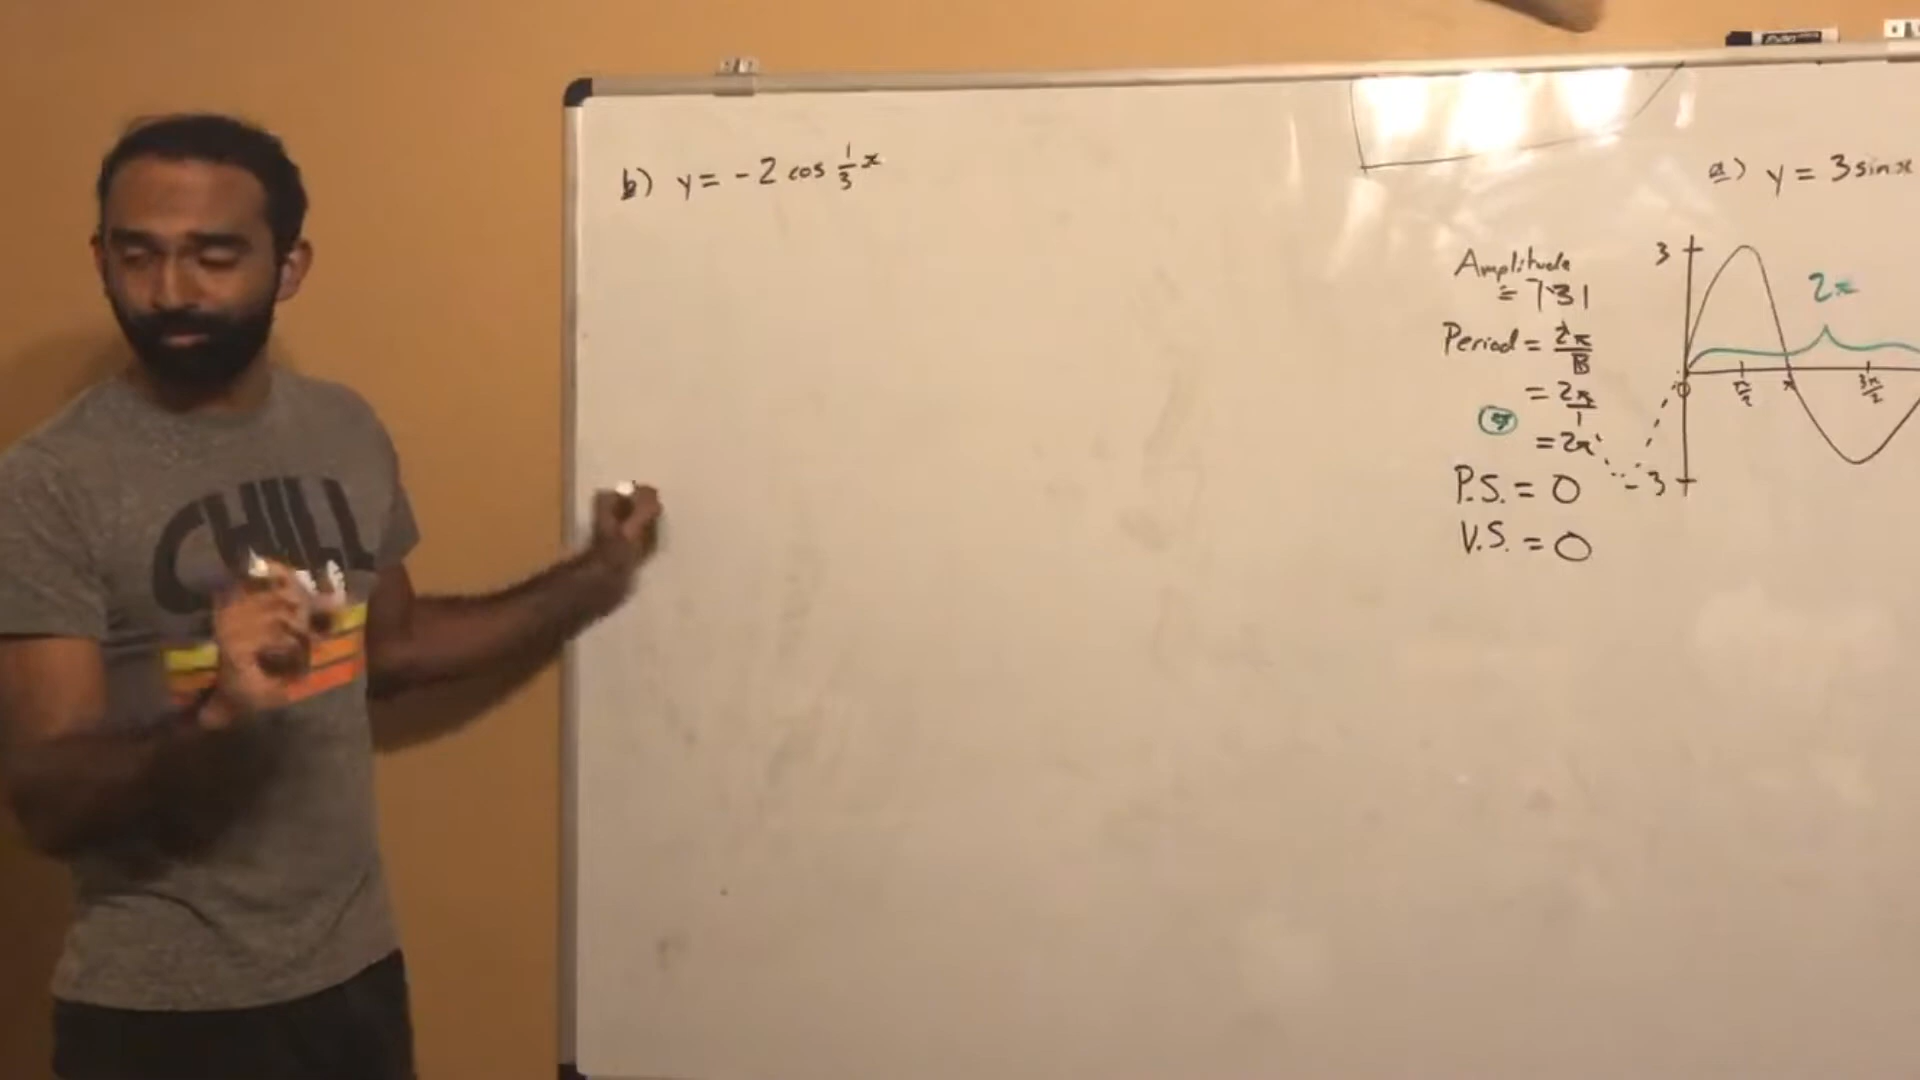 b) y = -2 cos 1/3 x
a) y = 3 sin x
Amplitude
= |3|
Period = 2π/B
= 2π/1
= 2π
P.S. = 0
V.S. = 0
3
2π
0 π/2 π 3π/2
-3
CHILL